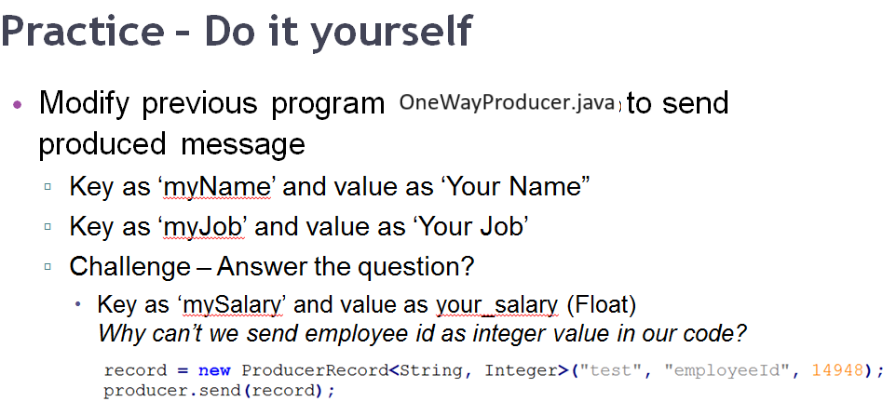 Practice – Do it yourself
• Modify previous program OneWayProducer.java, to send
produced message
▫ Key as ‘myName’ and value as ‘Your Name”
▫ Key as ‘myJob’ and value as ‘Your Job’
▫ Challenge – Answer the question?
• Key as ‘mySalary’ and value as your_salary (Float)
Why can’t we send employee id as integer value in our code?
record = new ProducerRecord<String, Integer>("test", "employeeId", 14948);
producer.send(record);